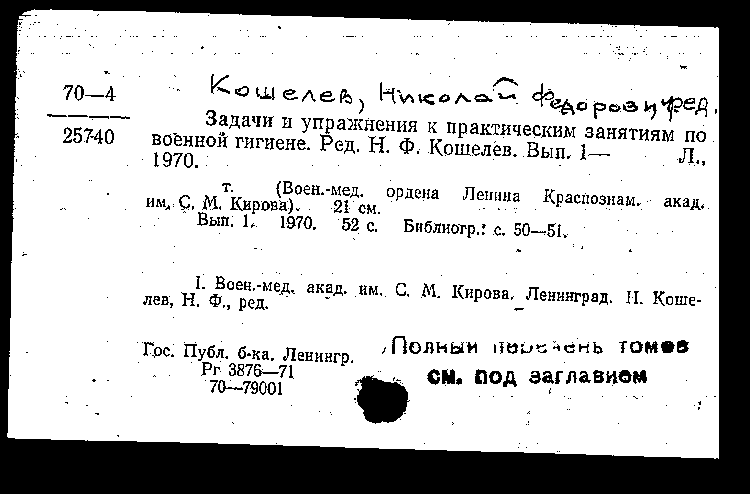 Кошелев, Николай Федорович, ред.
70—4
25740
Задачи и упражнения к практическим занятиям по
военной гигиене. Ред. Н. Ф. Кошелев. Вып. 1— Л.,
1970.
т. (Воен.-мед. ордена Ленина Краснознам. акад.
им. С. М. Кирова). 21 см.
Вып. 1. 1970. 52 с. Библиогр.: с. 50—51.
I. Воен.-мед. акад. им. С. М. Кирова. Ленинград. II. Коше-
лев, Н. Ф., ред.
Гос. Публ. б-ка. Ленингр.
Рг 3876—71
70—79001
Полный перечень томов
см. под заглавием